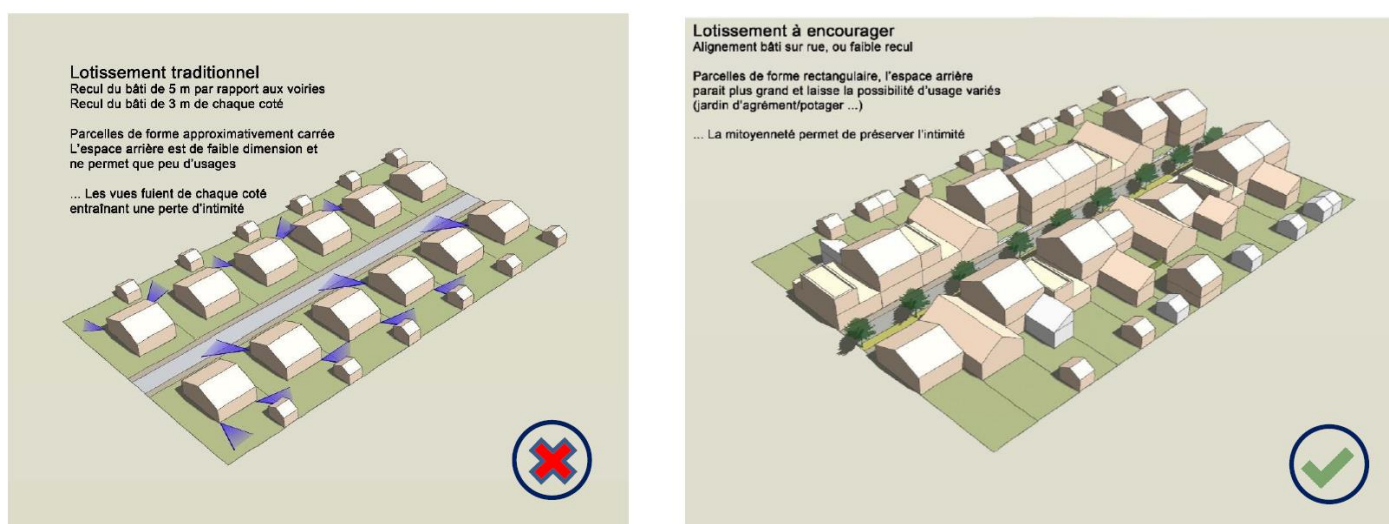 Lotissement traditionnel
Recul du bâti de 5 m par rapport aux voiries
Recul du bâti de 3 m de chaque coté
Parcelles de forme approximativement carrée
L'espace arrière est de faible dimension et
ne permet que peu d'usages
... Les vues fuient de chaque coté
entraînant une perte d'intimité
Lotissement à encourager
Alignement bâti sur rue, ou faible recul
Parcelles de forme rectangulaire, l'espace arrière
parait plus grand et laisse la possibilité d'usage variés
(jardin d'agrément/potager ...)
... La mitoyenneté permet de préserver l'intimité